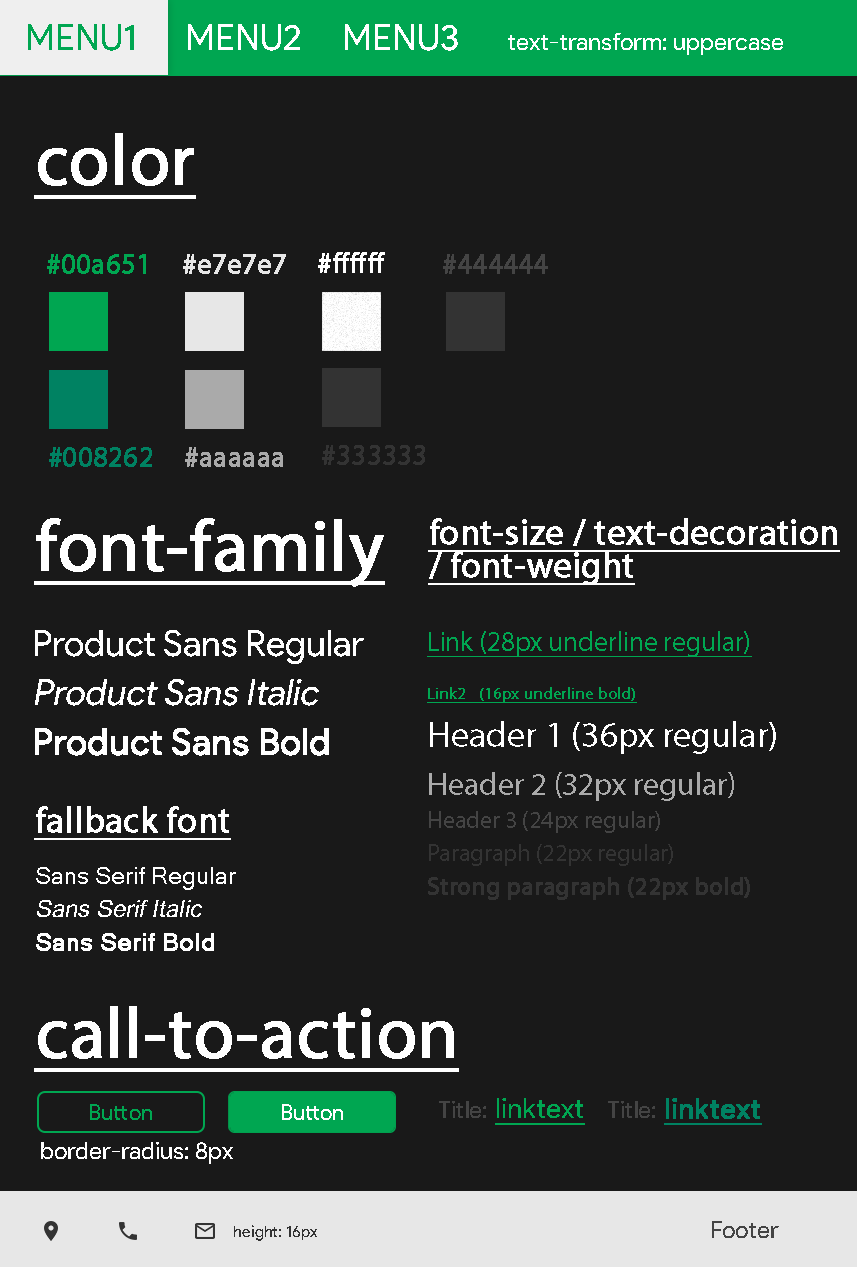 MENU1 MENU2 MENU3 text-transform: uppercase
color
#00a651 #e7e7e7 #ffffff #444444
#008262 #aaaaaa #333333
font-family
font-size / text-decoration
/ font-weight
Product Sans Regular
Product Sans Italic
Product Sans Bold
fallback font
Sans Serif Regular
Sans Serif Italic
Sans Serif Bold
Link (28px underline regular)
Link2 (16px underline bold)
Header 1 (36px regular)
Header 2 (32px regular)
Header 3 (24px regular)
Paragraph (22px regular)
Strong paragraph (22px bold)
call-to-action
Button Button Title: linktext Title: linktext
border-radius: 8px
height: 16px Footer